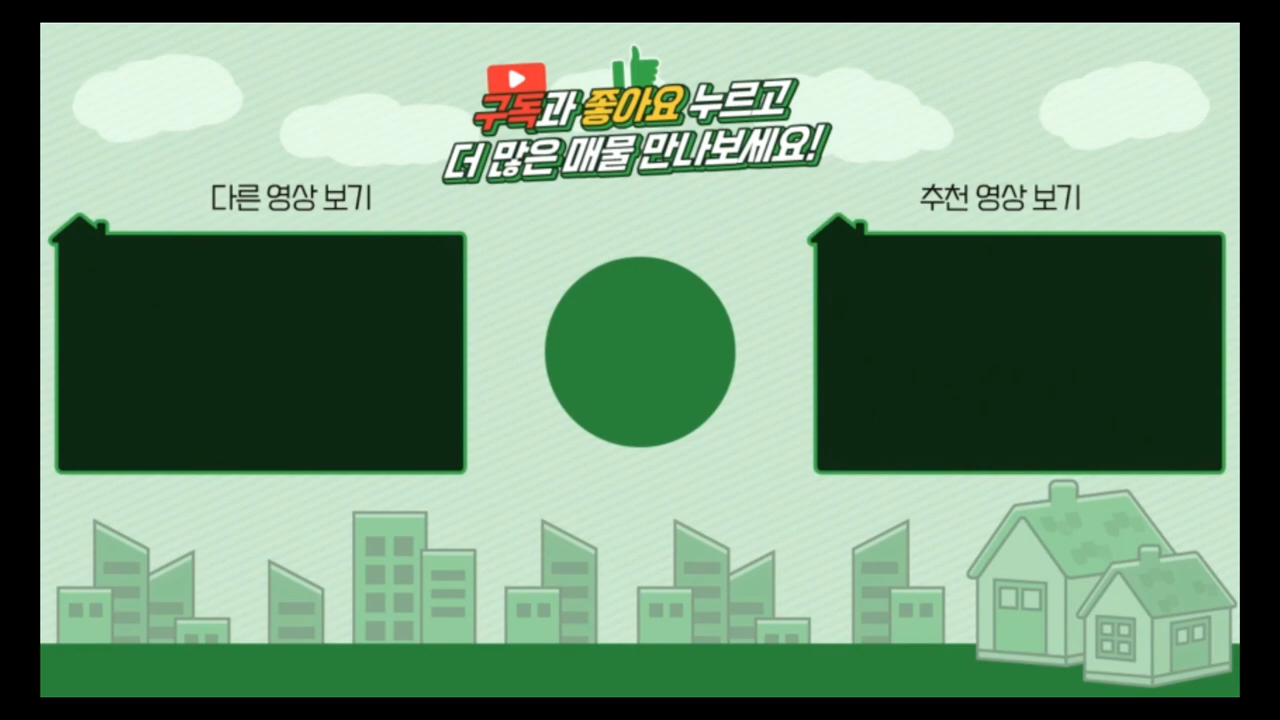 구독과 좋아요 누르고
더 많은 매물 만나보세요!
다른 영상 보기
추천 영상 보기